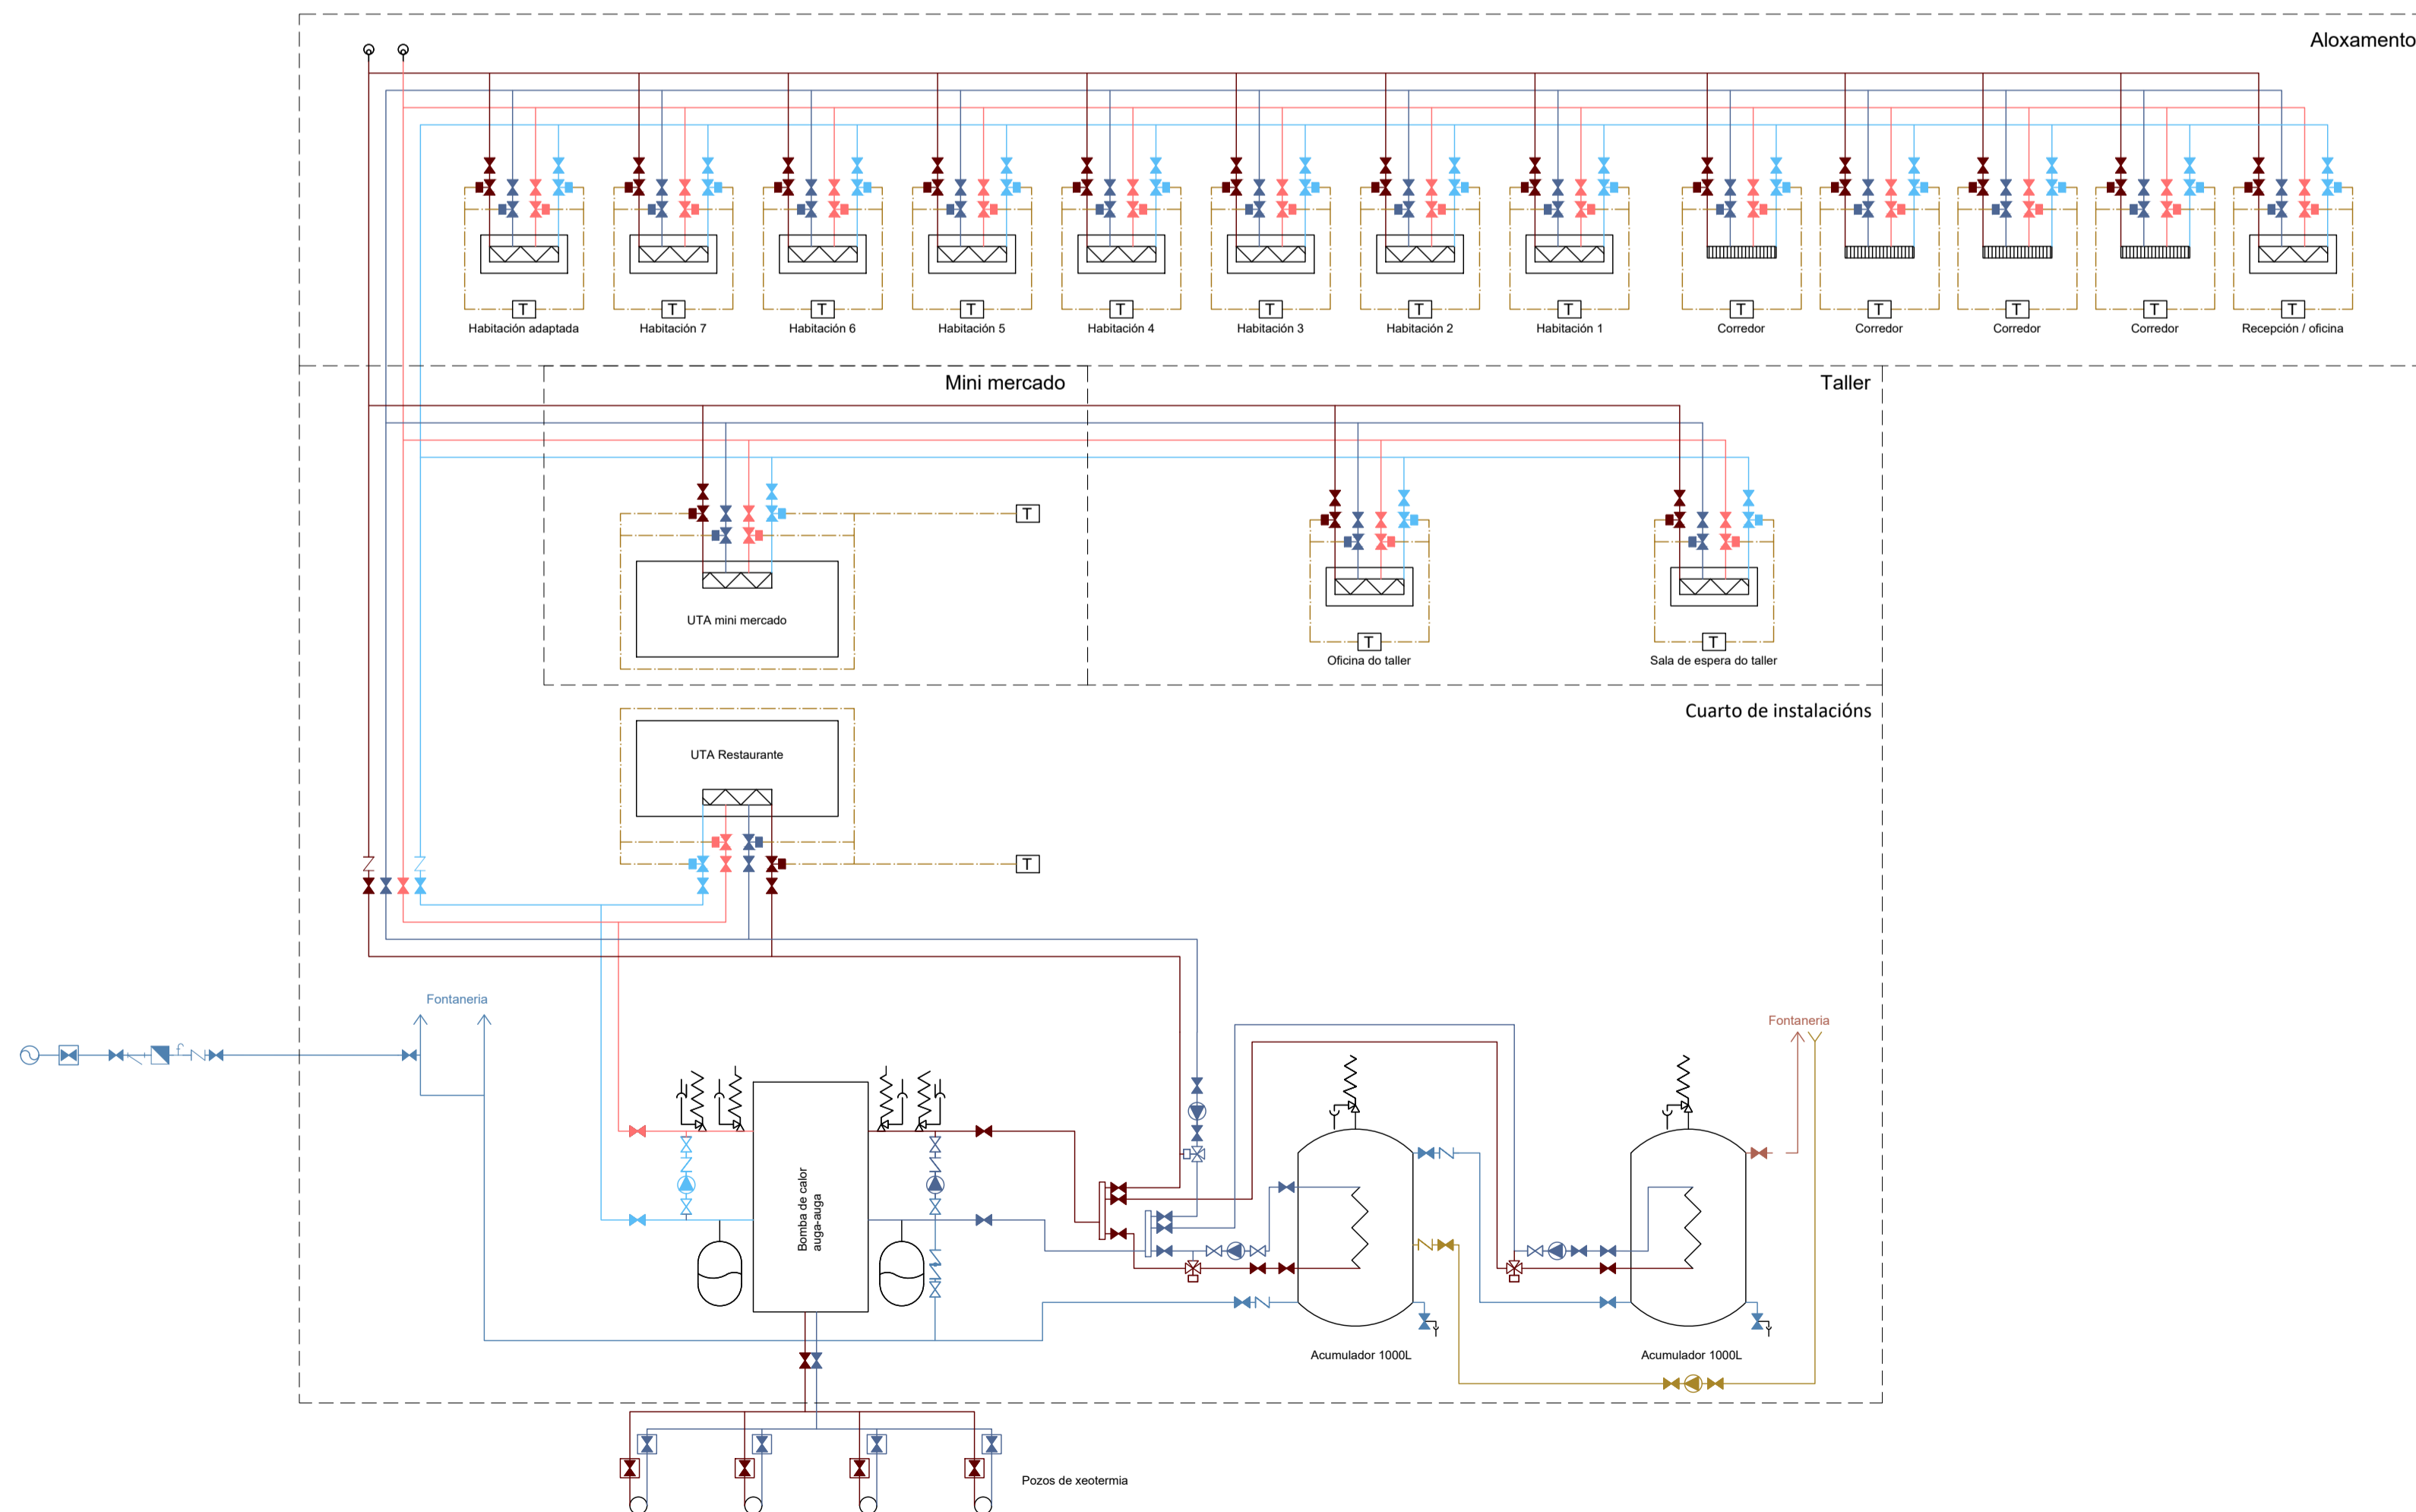 Aloxamento
T T T T T T T T T T T T T
Habitación adaptada
Habitación 7
Habitación 6
Habitación 5
Habitación 4
Habitación 3
Habitación 2
Habitación 1
Corredor
Corredor
Corredor
Corredor
Recepción / oficina
Mini mercado
Taller
T
UTA mini mercado
T
T
Oficina do taller
Sala de espera do taller
Cuarto de instalacións
UTA Restaurante
T
Fontaneria
Fontaneria
f
Bomba de calor
auga-auga
Acumulador 1000L
Acumulador 1000L
Pozos de xeotermia